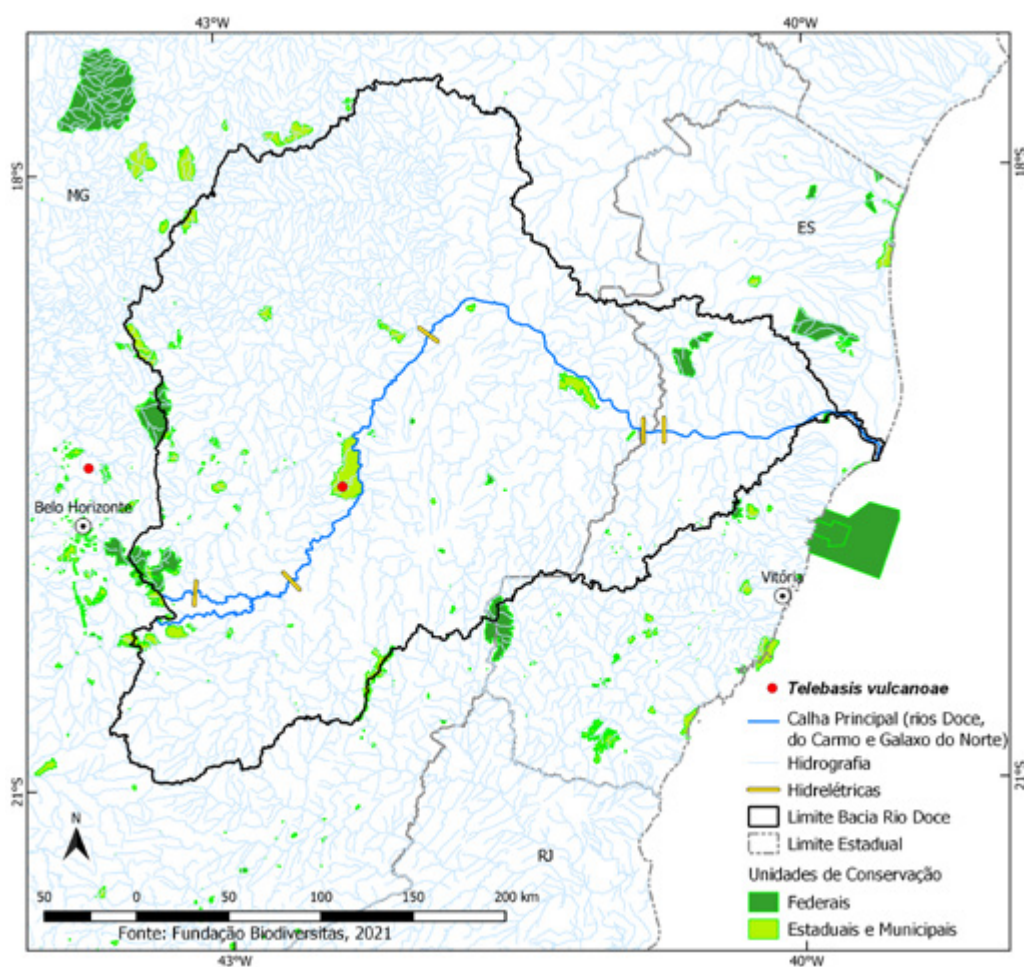 43°W
40°W
18°S
18°S
MG
ES
Belo Horizonte
Vitória
Telebasis vulcanoae
Calha Principal (rios Doce,
do Carmo e Galaxo do Norte)
Hidrografia
Hidrelétricas
Limite Bacia Rio Doce
Limite Estadual
Unidades de Conservação
Federais
Estaduais e Municipais
21°S
21°S
N
RJ
50 0 50 100 150 200 km
Fonte: Fundação Biodiversitas, 2021
43°W
40°W